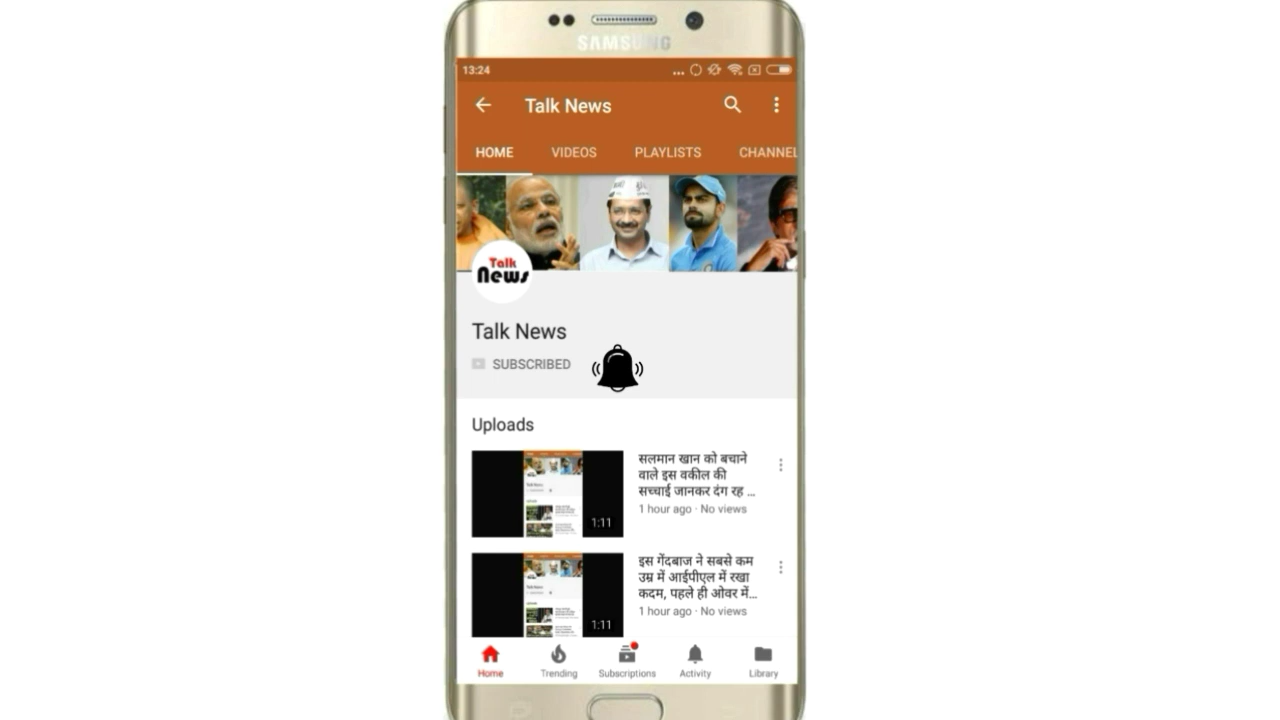 SAMSUNG
13:24
Talk News
HOME VIDEOS PLAYLISTS CHANNEL
Talk
News
Talk News
SUBSCRIBED
Uploads
सलमान खान को बचाने
वाले इस वकील की
सच्चाई जानकर दंग रह ...
1 hour ago · No views
1:11
इस गेंदबाज ने सबसे कम
उम्र में आईपीएल में रखा
कदम, पहले ही ओवर में...
1 hour ago · No views
1:11
Home Trending Subscriptions Activity Library